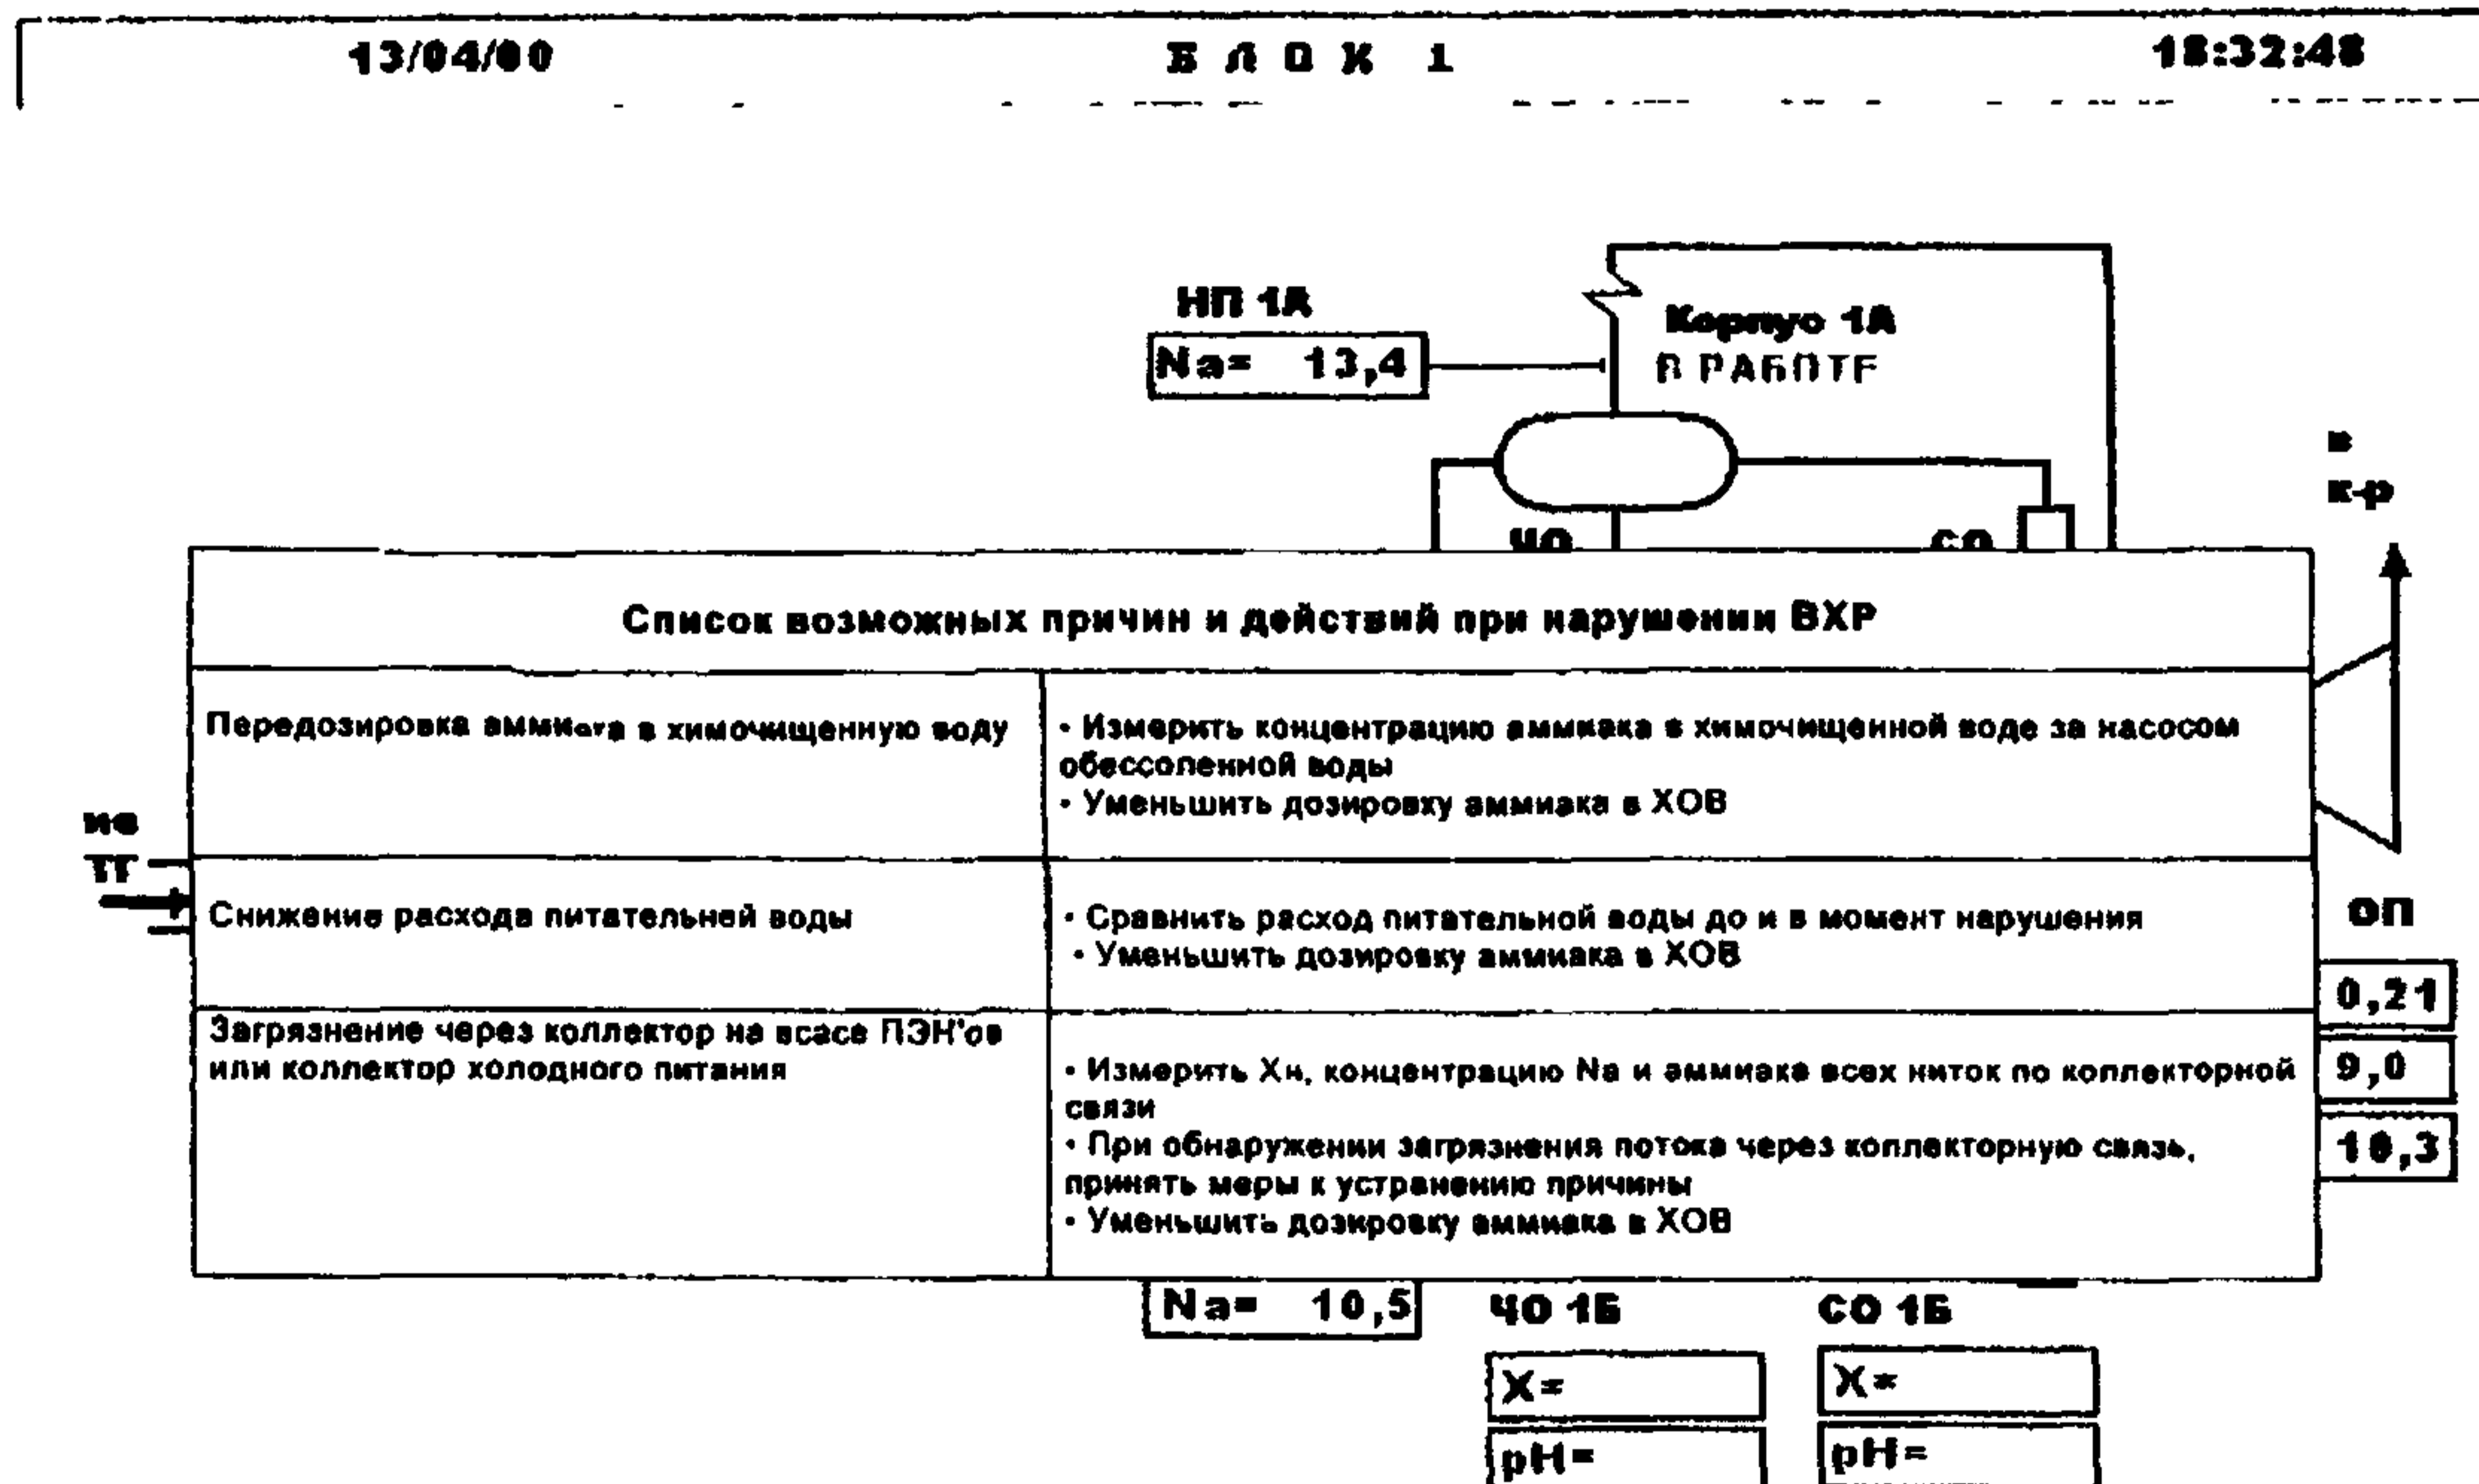 13/04/00 БЛОК 1 18:32:48
НП 1А
Na= 13,4
Корпус 1А
В РАБОТЕ
в
к-р
ЧО СО
Список возможных причин и действий при нарушении ВХР
Передозировка аммиака в химочищенную воду
• Измерить концентрацию аммиака в химочищенной воде за насосом
обессоленной воды
• Уменьшить дозировку аммиака в ХОВ
из
ТГ
Снижение расхода питательной воды
• Сравнить расход питательной воды до и в момент нарушения
• Уменьшить дозировку аммиака в ХОВ
ОП
0,21
9,0
10,3
Загрязнение через коллектор на всасе ПЭН'ов
или коллектор холодного питания
• Измерить Хн, концентрацию Na и аммиака всех ниток по коллекторной
связи
• При обнаружении загрязнения потока через коллекторную связь,
принять меры к устранению причины
• Уменьшить дозировку аммиака в ХОВ
Na= 10,5
ЧО 1Б СО 1Б
Х= Х=
pH= pH=